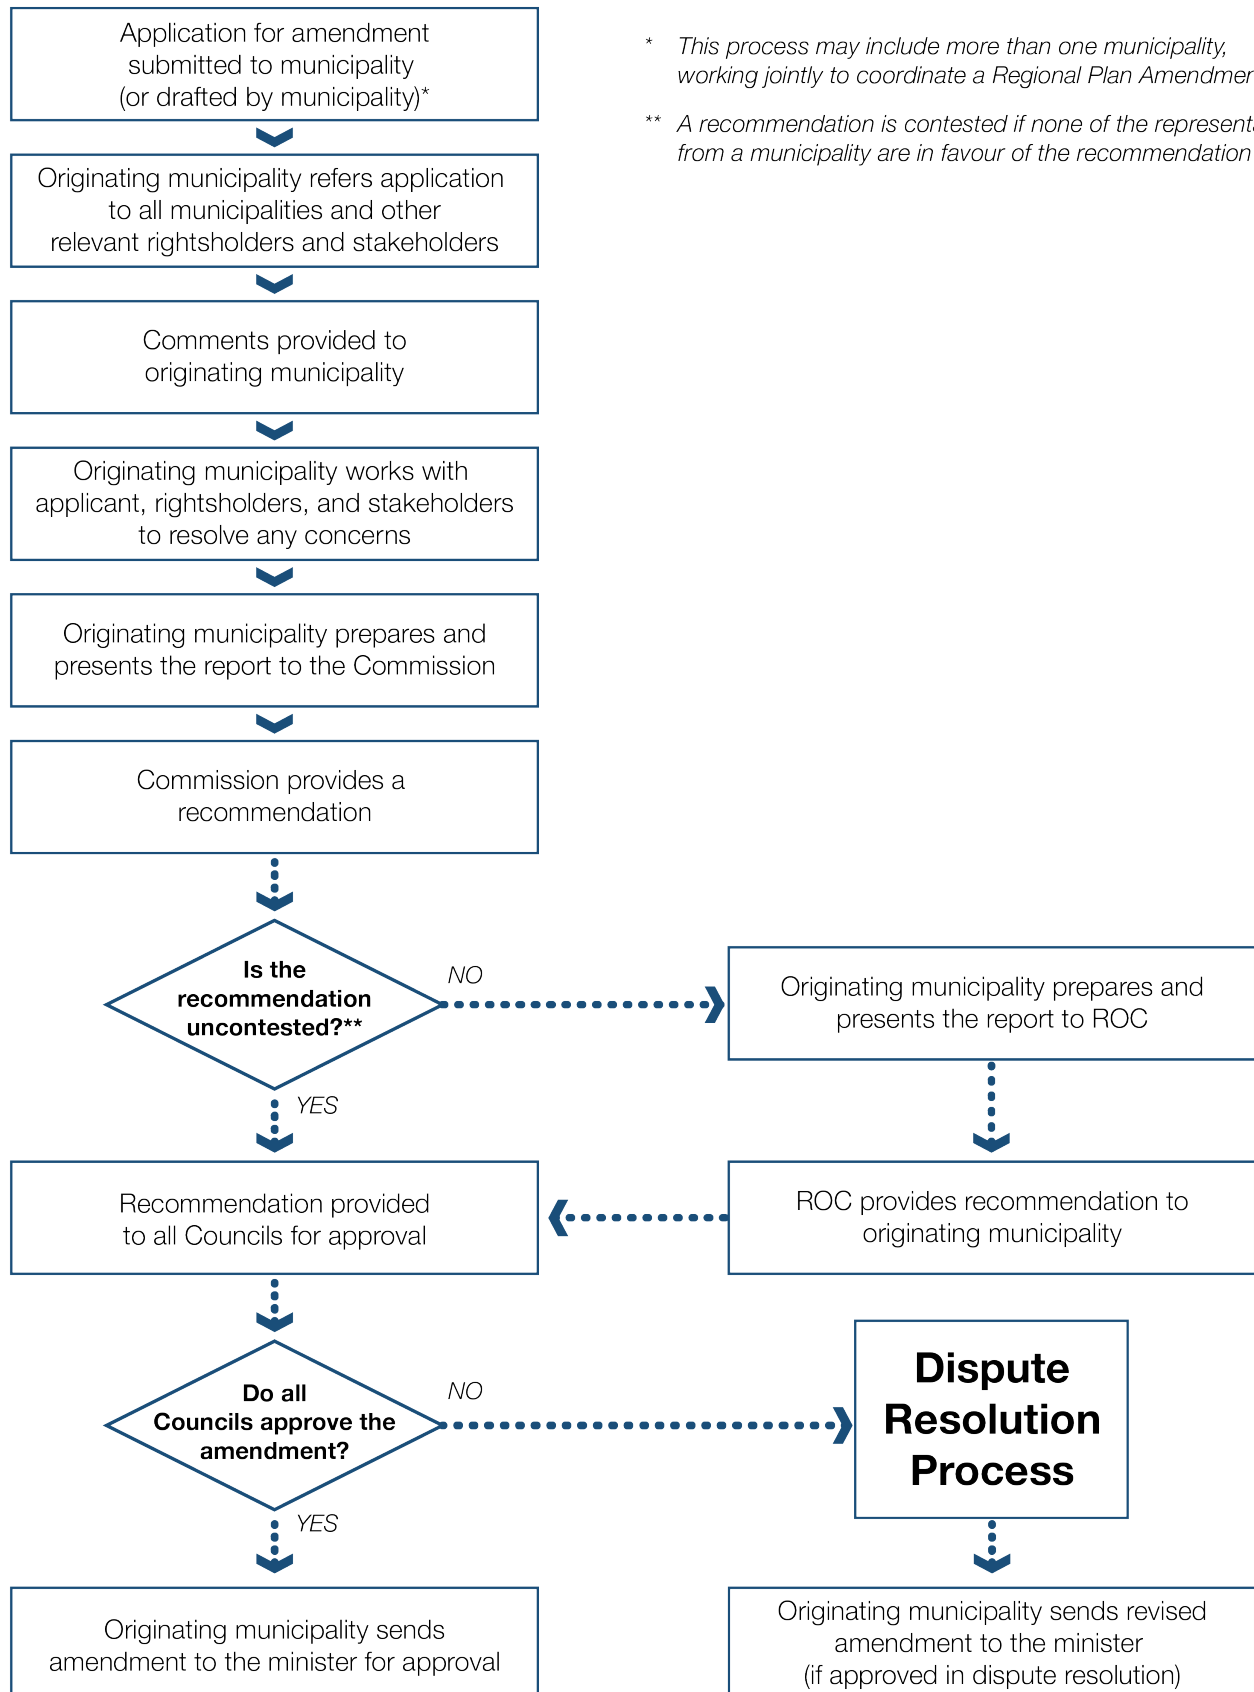 Application for amendment
submitted to municipality
(or drafted by municipality)*
* This process may include more than one municipality,
working jointly to coordinate a Regional Plan
** A recommendation is contested if none of the
from a municipality are in favour of the recommendation
Originating municipality refers application
to all municipalities and other
relevant rightsholders and stakeholders
Comments provided to
originating municipality
Originating municipality works with
applicant, rightsholders, and stakeholders
to resolve any concerns
Originating municipality prepares and
presents the report to the Commission
Commission provides a
recommendation
Is the
recommendation
uncontested?**
NO
Originating municipality prepares and
presents the report to ROC
YES
Recommendation provided
to all Councils for approval
ROC provides recommendation to
originating municipality
Do all
Councils approve the
amendment?
NO
Dispute
Resolution
Process
YES
Originating municipality sends
amendment to the minister for approval
Originating municipality sends revised
amendment to the minister
(if approved in dispute resolution)